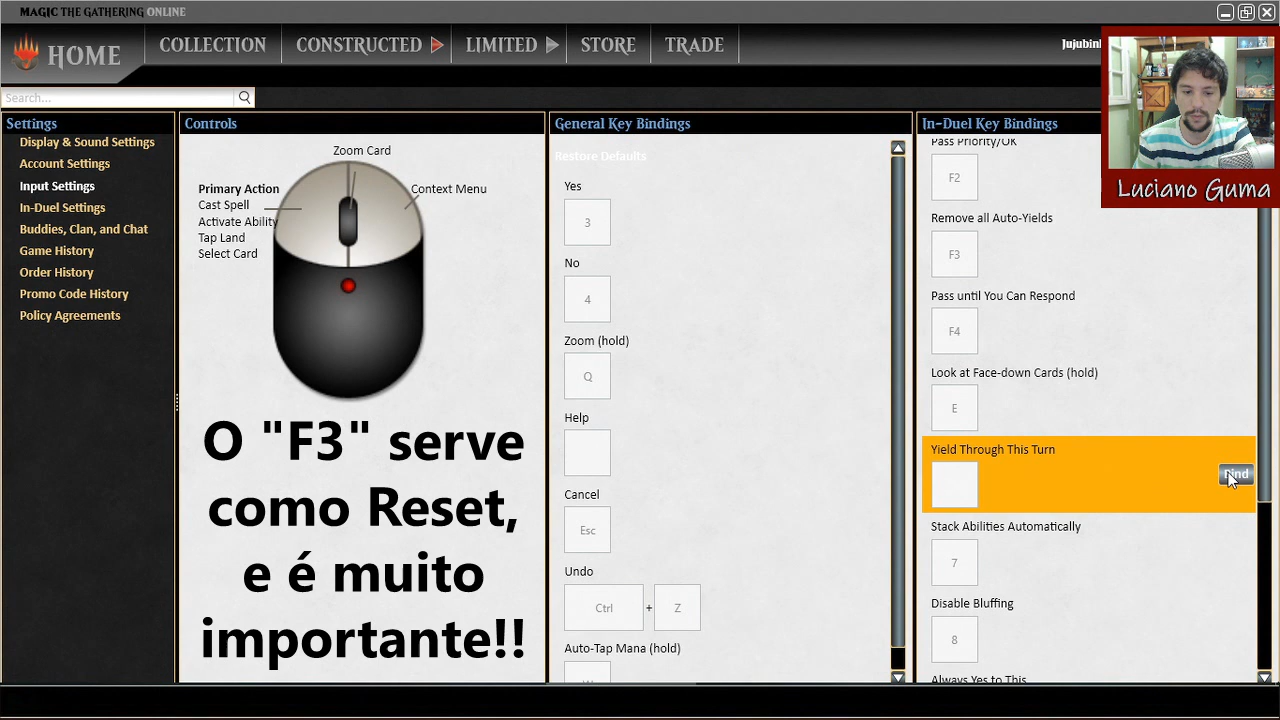 MAGIC THE GATHERING ONLINE
HOME
COLLECTION
CONSTRUCTED
LIMITED
STORE
TRADE
Search...
Settings
Display & Sound Settings
Account Settings
Input Settings
In-Duel Settings
Buddies, Clan, and Chat
Game History
Order History
Promo Code History
Policy Agreements
Controls
Zoom Card
Primary Action
Context Menu
Cast Spell
Activate Ability
Tap Land
Select Card
O "F3" serve
como Reset,
e é muito
importante!!
General Key Bindings
Restore Defaults
Yes
3
No
4
Zoom (hold)
Q
Help
Cancel
Esc
Undo
Ctrl + Z
Auto-Tap Mana (hold)
In-Duel Key Bindings
Pass Priority/OK
F2
Remove all Auto-Yields
F3
Pass until You Can Respond
F4
Look at Face-down Cards (hold)
E
Yield Through This Turn
Stack Abilities Automatically
7
Disable Bluffing
8
Always Yes to This
Luciano Guma